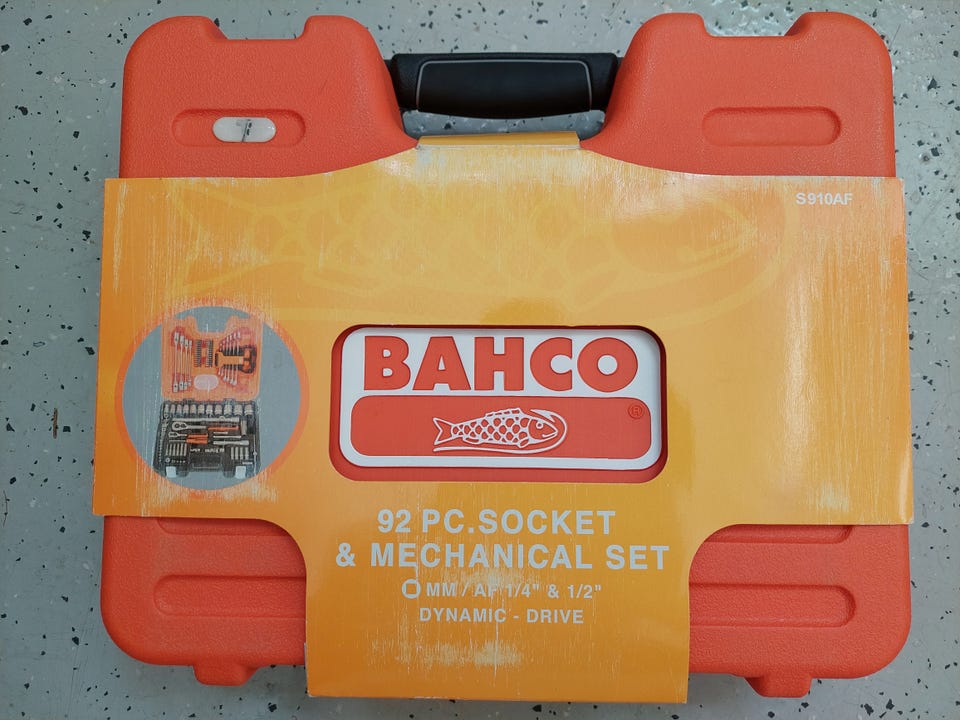 S910AF
BAHCO
®
92 PC.SOCKET
& MECHANICAL SET
MM / AF 1/4" & 1/2"
DYNAMIC - DRIVE